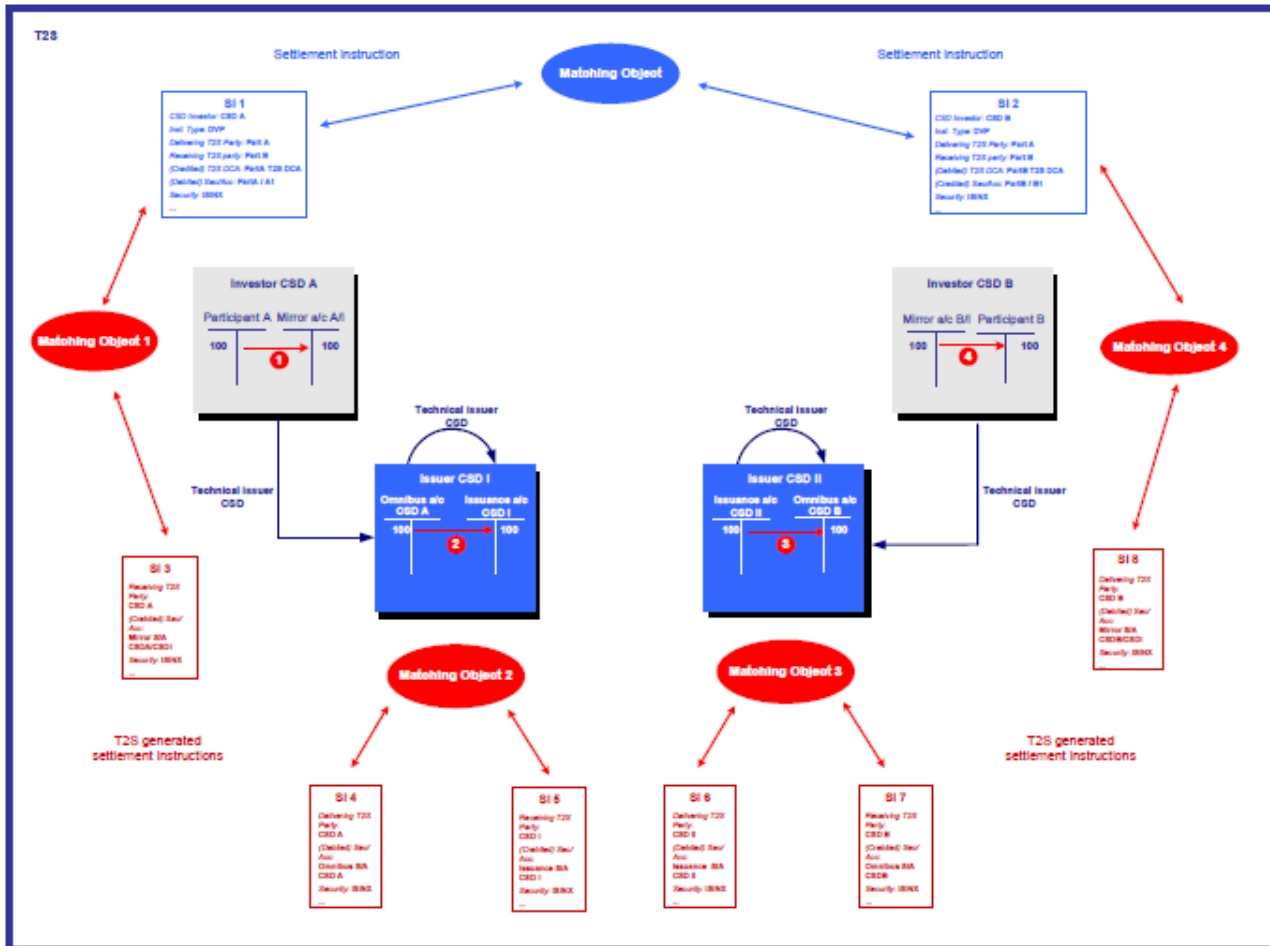 T2S
Settlement Instruction
Matching Object
Settlement Instruction
SI 1
CSD Investor: CSD A
Inst. Type: DVP
Delivering T2S Party: Part A
Receiving T2S party: Part B
(Credited) T2S DCA: PartA T2S DCA
(Debited) Sec/Acc: PartA / A1
Security: ISINX
...
SI 2
CSD Investor: CSD B
Inst. Type: DVP
Delivering T2S Party: Part A
Receiving T2S party: Part B
(Debited) T2S DCA: PartB T2S DCA
(Credited) Sec/Acc: PartB / B1
Security: ISINX
...
Investor CSD A
Participant A Mirror a/c A/I
100 100
1
Investor CSD B
Mirror a/c B/I Participant B
100 100
4
Matching Object 1
Matching Object 4
Technical issuer
CSD
Technical issuer
CSD
Technical issuer
CSD
Technical issuer
CSD
Issuer CSD I
Omnibus a/c Issuance a/c
CSD A CSD I
100 100
2
Issuer CSD II
Issuance a/c Omnibus a/c
CSD II CSD B
100 100
3
SI 3
Receiving T2S
Party:
CSD A
(Credited) Sec/
Acc:
Mirror S/A
CSDA/CSDI
Security: ISINX
...
SI 8
Delivering T2S
Party:
CSD B
(Debited) Sec/
Acc:
Mirror S/A
CSDB/CSDI
Security: ISINX
...
Matching Object 2
Matching Object 3
T2S generated
settlement instructions
T2S generated
settlement instructions
SI 4
Delivering T2S
Party:
CSD A
(Debited) Sec/
Acc:
Omnibus S/A
CSD A
Security: ISINX
...
SI 5
Receiving T2S
Party:
CSD I
(Credited) Sec/
Acc:
Issuance S/A
CSD I
Security: ISINX
...
SI 6
Delivering T2S
Party:
CSD II
(Debited) Sec/
Acc:
Issuance S/A
CSD II
Security: ISINX
...
SI 7
Receiving T2S
Party:
CSD B
(Credited) Sec/
Acc:
Omnibus S/A
CSDB
Security: ISINX
...